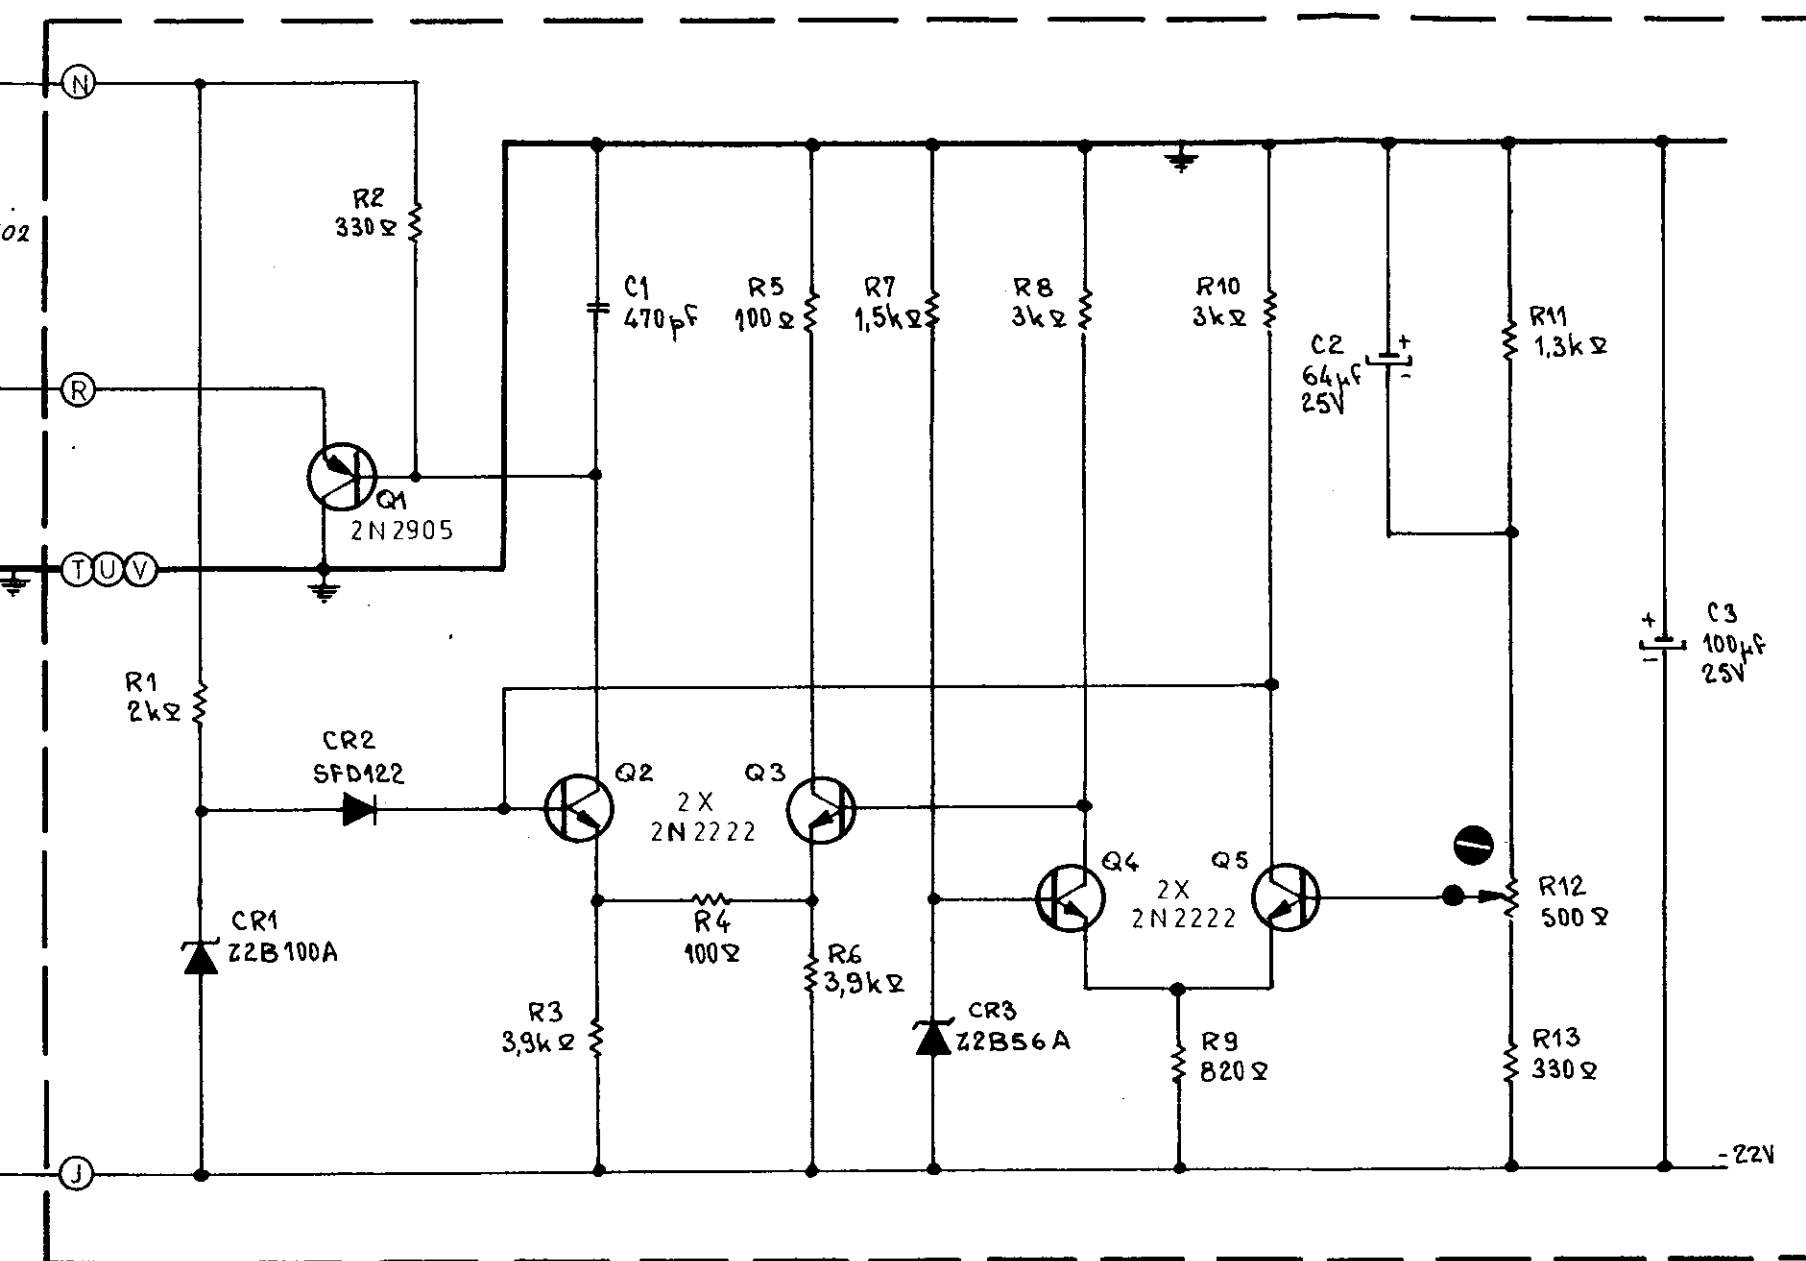 N
R2
330Ω
02
C1
470pF
R5
100Ω
R7
1,5kΩ
R8
3kΩ
R10
3kΩ
C2
64µF
25V
+
-
R11
1,3kΩ
R
Q1
2N2905
T U V
C3
100µF
25V
+
-
R1
2kΩ
CR2
SFD122
Q2
2X
2N2222
Q3
Q4
2X
2N2222
Q5
R12
500Ω
CR1
Z2B100A
R4
100Ω
R6
3,9kΩ
R3
3,9kΩ
CR3
Z2B56A
R9
820Ω
R13
330Ω
J
-22V